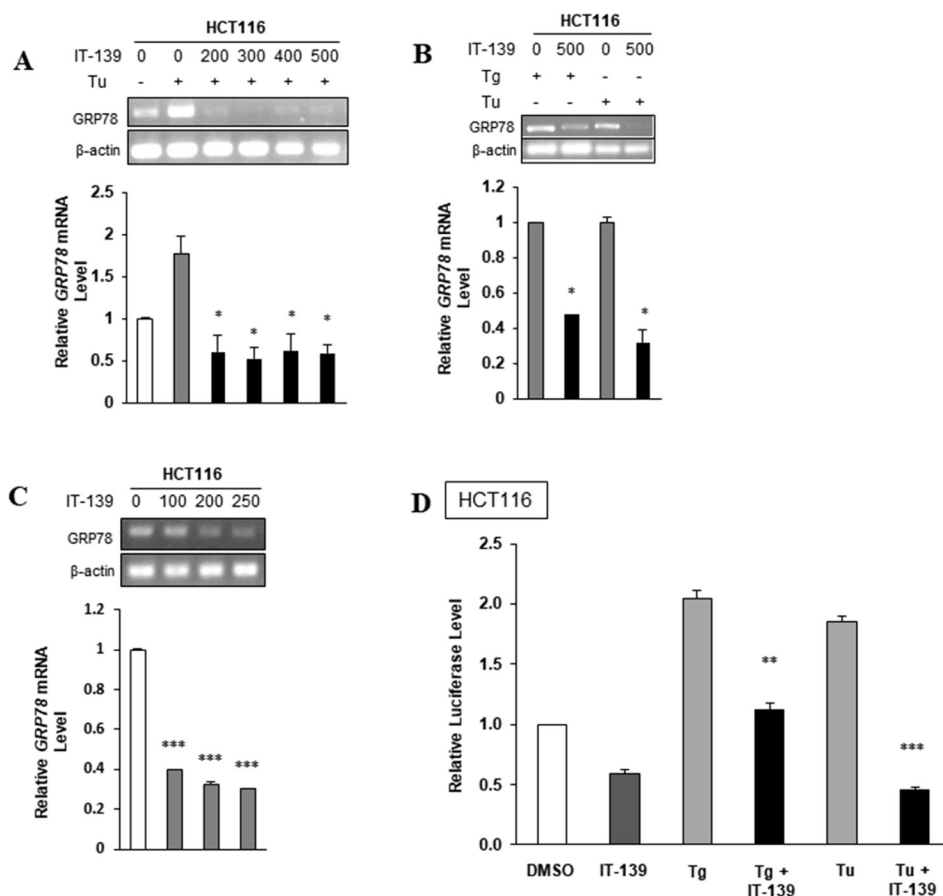 A
HCT116
IT-139 0 0 200 300 400 500
Tu - + + + + +
GRP78
β-actin
Relative GRP78 mRNA
Level
2.5
2
1.5
1
0.5
0
* * * *
B
HCT116
IT-139 0 500 0 500
Tg + + - -
Tu - - + +
GRP78
β-actin
Relative GRP78 mRNA
Level
1.2
1
0.8
0.6
0.4
0.2
0
* *
C
HCT116
IT-139 0 100 200 250
GRP78
β-actin
Relative GRP78 mRNA
Level
1.2
1
0.8
0.6
0.4
0.2
0
*** *** ***
D
HCT116
Relative Luciferase Level
2.5
2.0
1.5
1.0
0.5
0.0
** ***
DMSO IT-139 Tg Tg + Tu Tu +
IT-139 IT-139